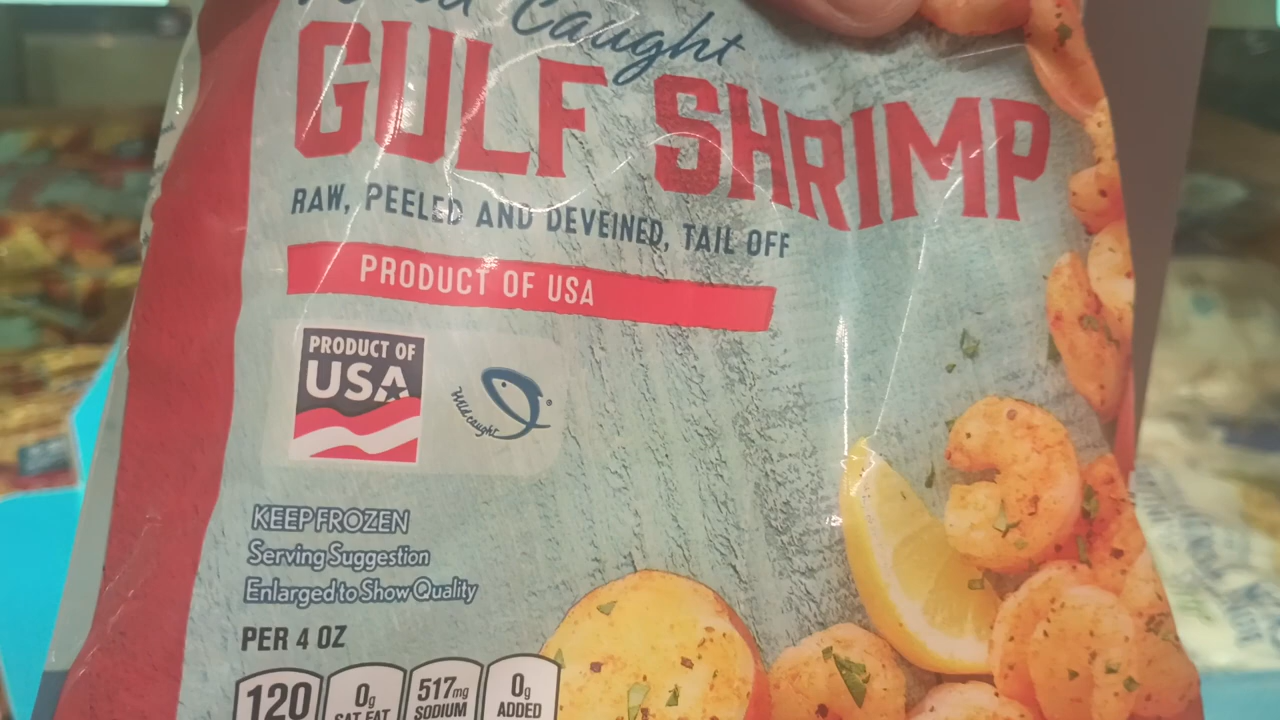 Caught
GULF SHRIMP
RAW, PEELED AND DEVEINED, TAIL OFF
PRODUCT OF USA
PRODUCT OF
USA
Wild caught
®
KEEP FROZEN
Serving Suggestion
Enlarged to Show Quality
PER 4 OZ
120 0g 517mg 0g
SAT FAT SODIUM ADDED